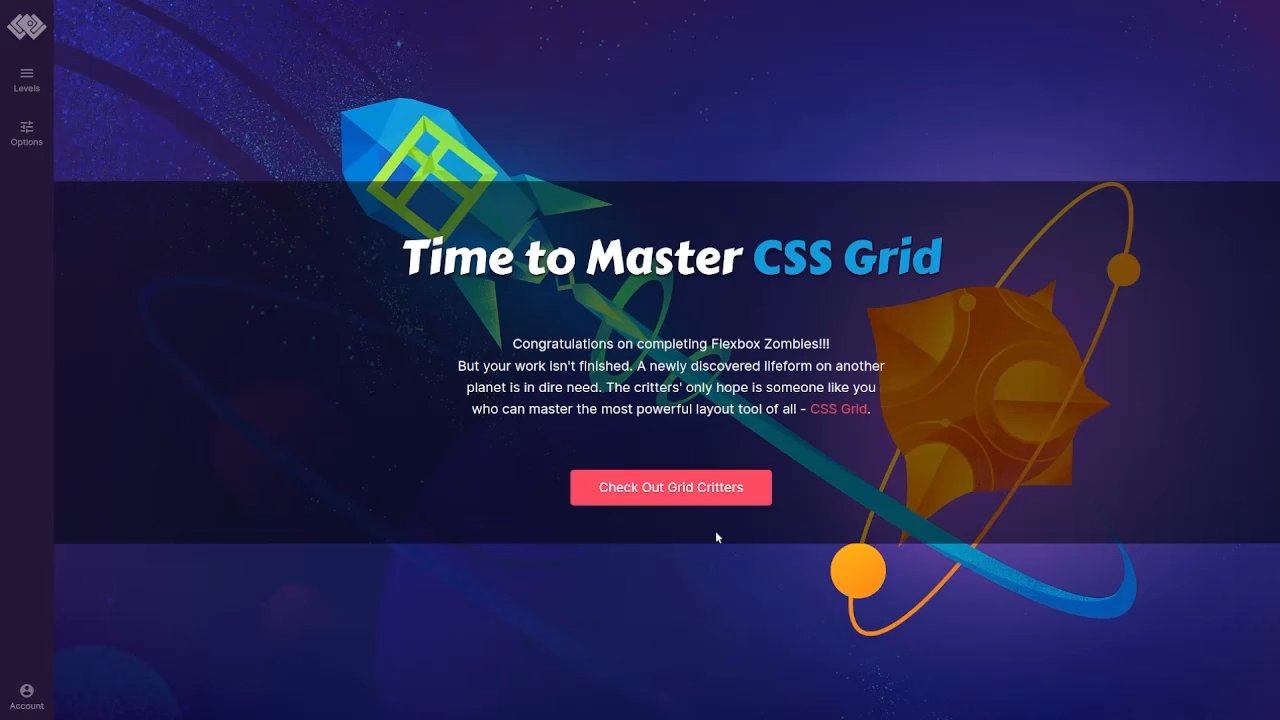 Levels
Options
Time to Master CSS Grid
Congratulations on completing Flexbox Zombies!!!
But your work isn't finished. A newly discovered lifeform on another
planet is in dire need. The critters' only hope is someone like you
who can master the most powerful layout tool of all - CSS Grid.
Check Out Grid Critters
Account